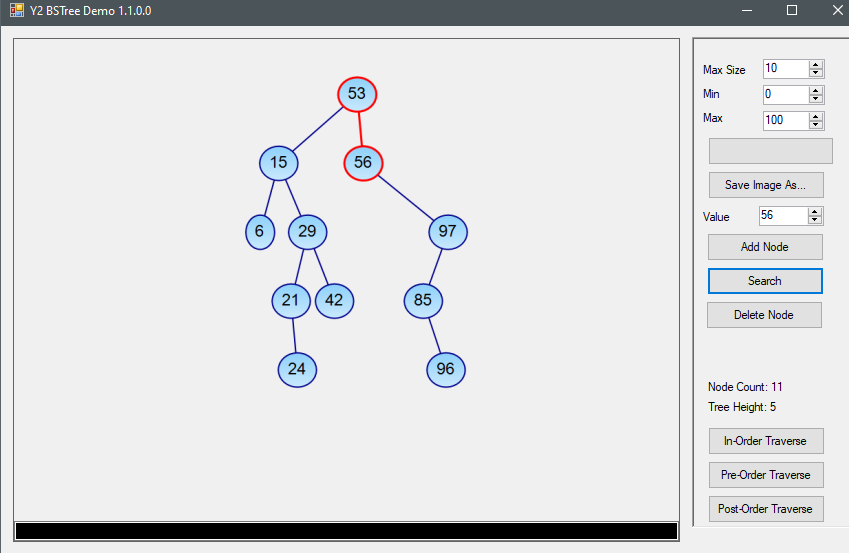 Y2 BSTree Demo 1.1.0.0
53
15 56
6 29 97
21 42 85
24 96
Max Size 10
Min 0
Max 100
Save Image As...
Value 56
Add Node
Search
Delete Node
Node Count: 11
Tree Height: 5
In-Order Traverse
Pre-Order Traverse
Post-Order Traverse